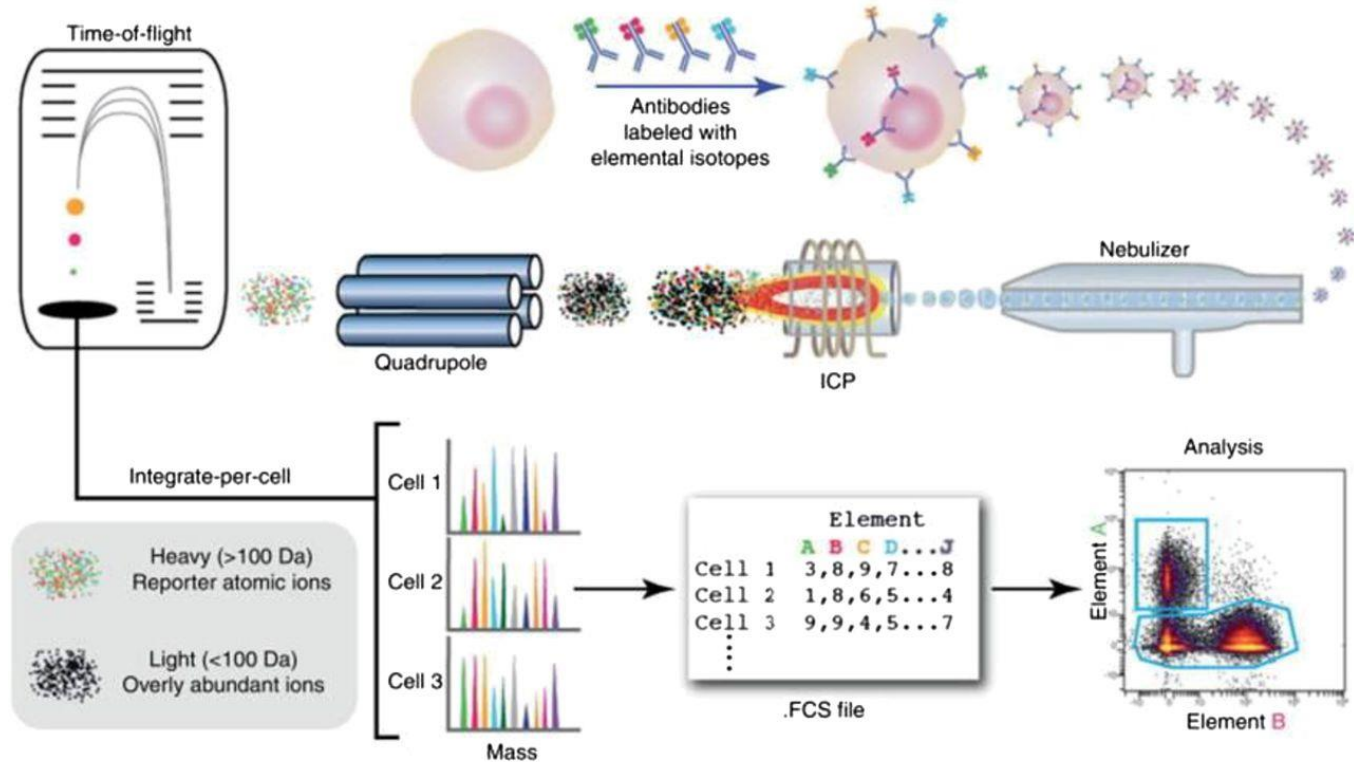 Time-of-flight
Antibodies
labeled with
elemental isotopes
Nebulizer
Quadrupole
ICP
Integrate-per-cell
Heavy (>100 Da)
Reporter atomic ions
Light (<100 Da)
Overly abundant ions
Cell 1
Cell 2
Cell 3
Mass
Element
A B C D...J
Cell 1 3,8,9,7...8
Cell 2 1,8,6,5...4
Cell 3 9,9,4,5...7
.FCS file
Analysis
Element A
Element B